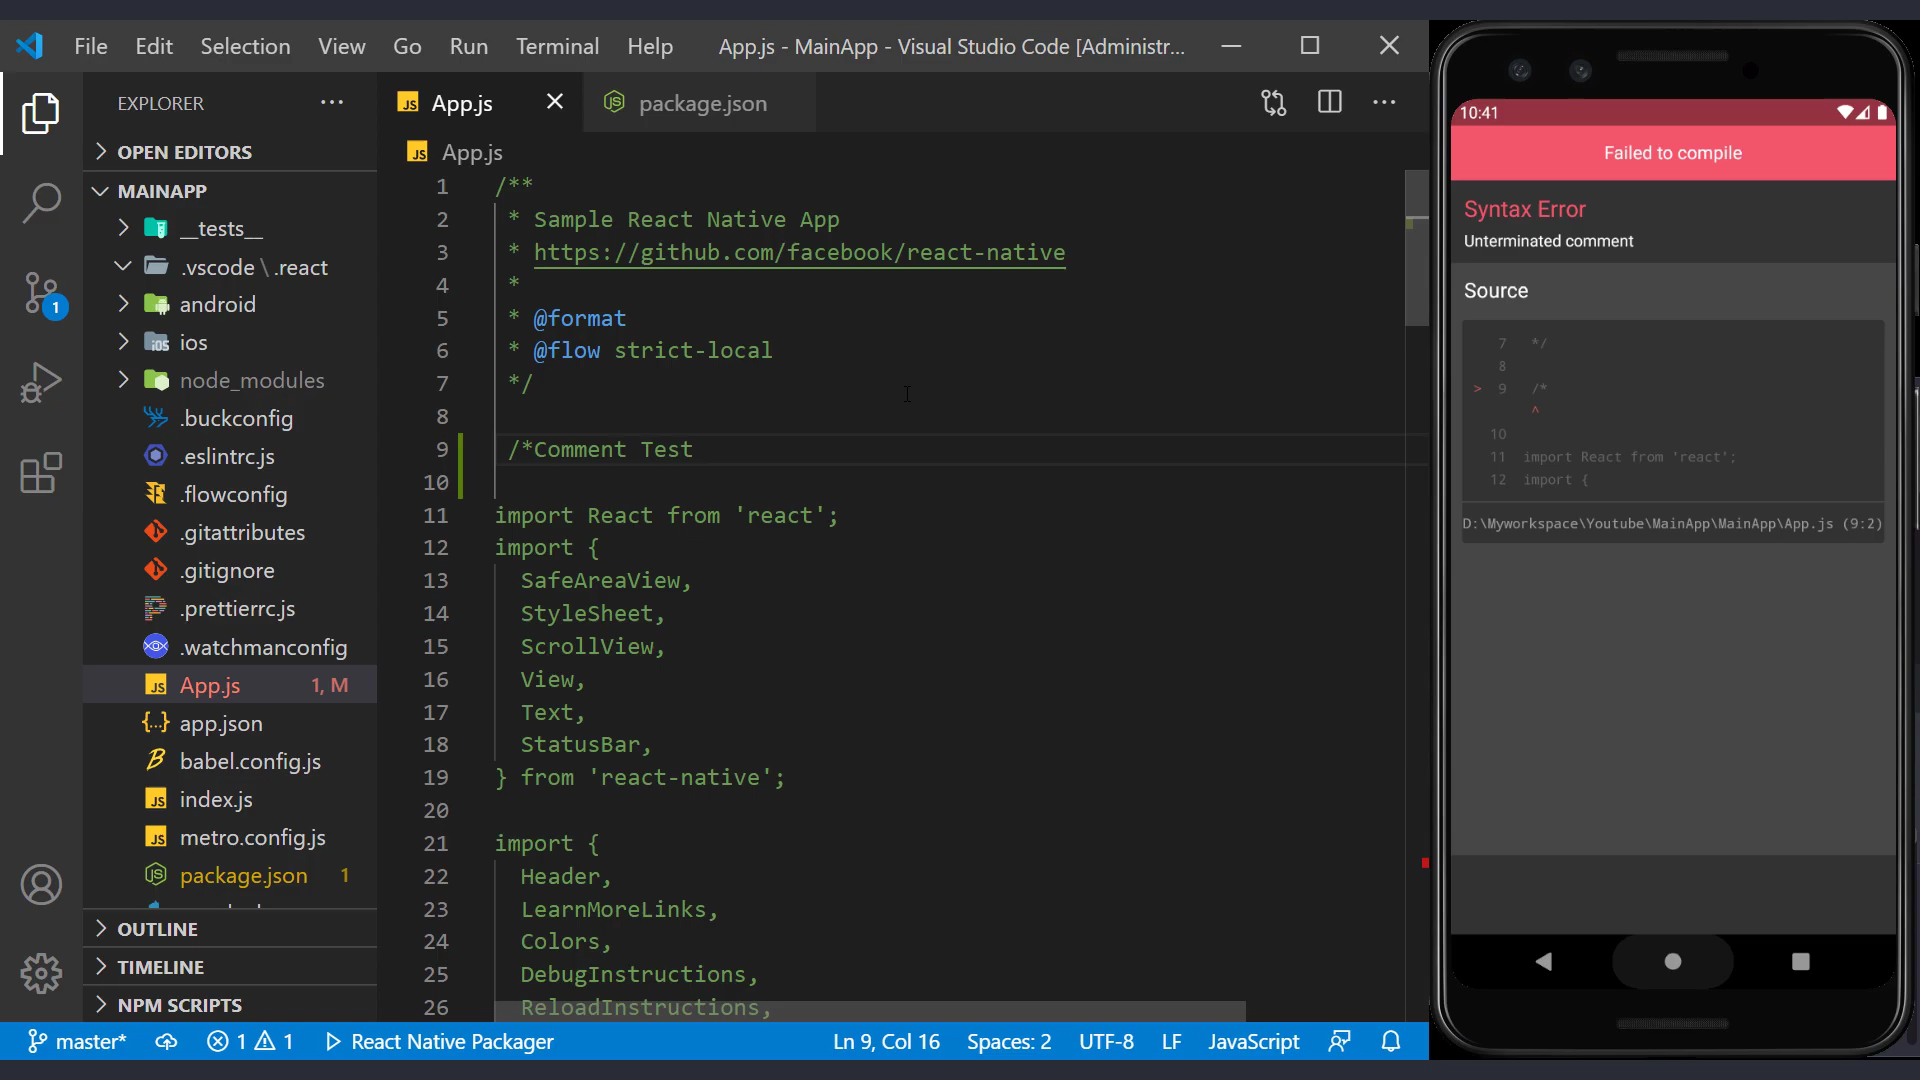 File Edit Selection View Go Run Terminal Help App.js - MainApp - Visual Studio Code [Administr...
EXPLORER
OPEN EDITORS
MAINAPP
__tests__
.vscode \ .react
android
ios
node_modules
.buckconfig
.eslintrc.js
.flowconfig
.gitattributes
.gitignore
.prettierrc.js
.watchmanconfig
App.js 1, M
app.json
babel.config.js
index.js
metro.config.js
package.json 1
OUTLINE
TIMELINE
NPM SCRIPTS
App.js package.json
App.js
1 /**
2 * Sample React Native App
3 * https://github.com/facebook/react-native
4 *
5 * @format
6 * @flow strict-local
7 */
8
9 /*Comment Test
10
11 import React from 'react';
12 import {
13 SafeAreaView,
14 StyleSheet,
15 ScrollView,
16 View,
17 Text,
18 StatusBar,
19 } from 'react-native';
20
21 import {
22 Header,
23 LearnMoreLinks,
24 Colors,
25 DebugInstructions,
26 ReloadInstructions,
1
master* 1 1 React Native Packager Ln 9, Col 16 Spaces: 2 UTF-8 LF JavaScript
10:41
Failed to compile
Syntax Error
Unterminated comment
Source
7 */
8
> 9 /*
^
10
11 import React from 'react';
12 import {
D:\Myworkspace\Youtube\MainApp\MainApp\App.js (9:2)